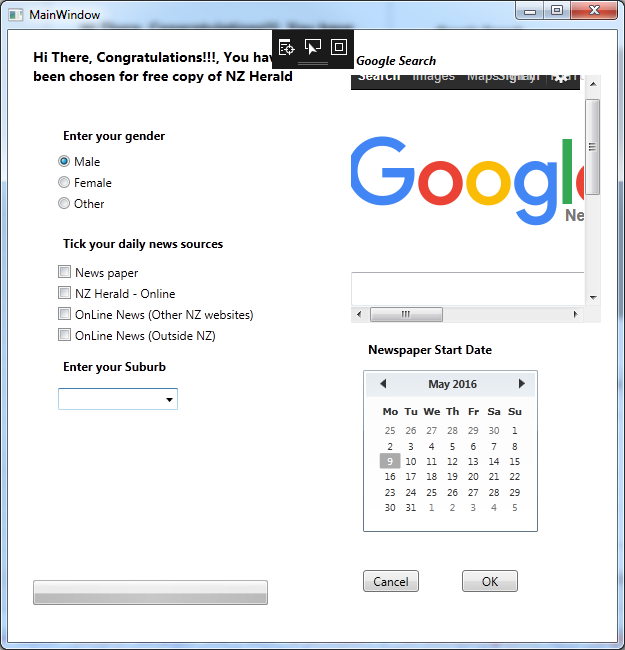 MainWindow
Hi There, Congratulations!!!, You
been chosen for free copy of NZ Herald
Enter your gender
Male
Female
Other
Tick your daily news sources
News paper
NZ Herald - Online
OnLine News (Other NZ websites)
OnLine News (Outside NZ)
Enter your Suburb
Google Search
Search Images Maps
Google
Ne
Newspaper Start Date
May 2016
Mo Tu We Th Fr Sa Su
25 26 27 28 29 30 1
2 3 4 5 6 7 8
9 10 11 12 13 14 15
16 17 18 19 20 21 22
23 24 25 26 27 28 29
30 31 1 2 3 4 5
Cancel OK